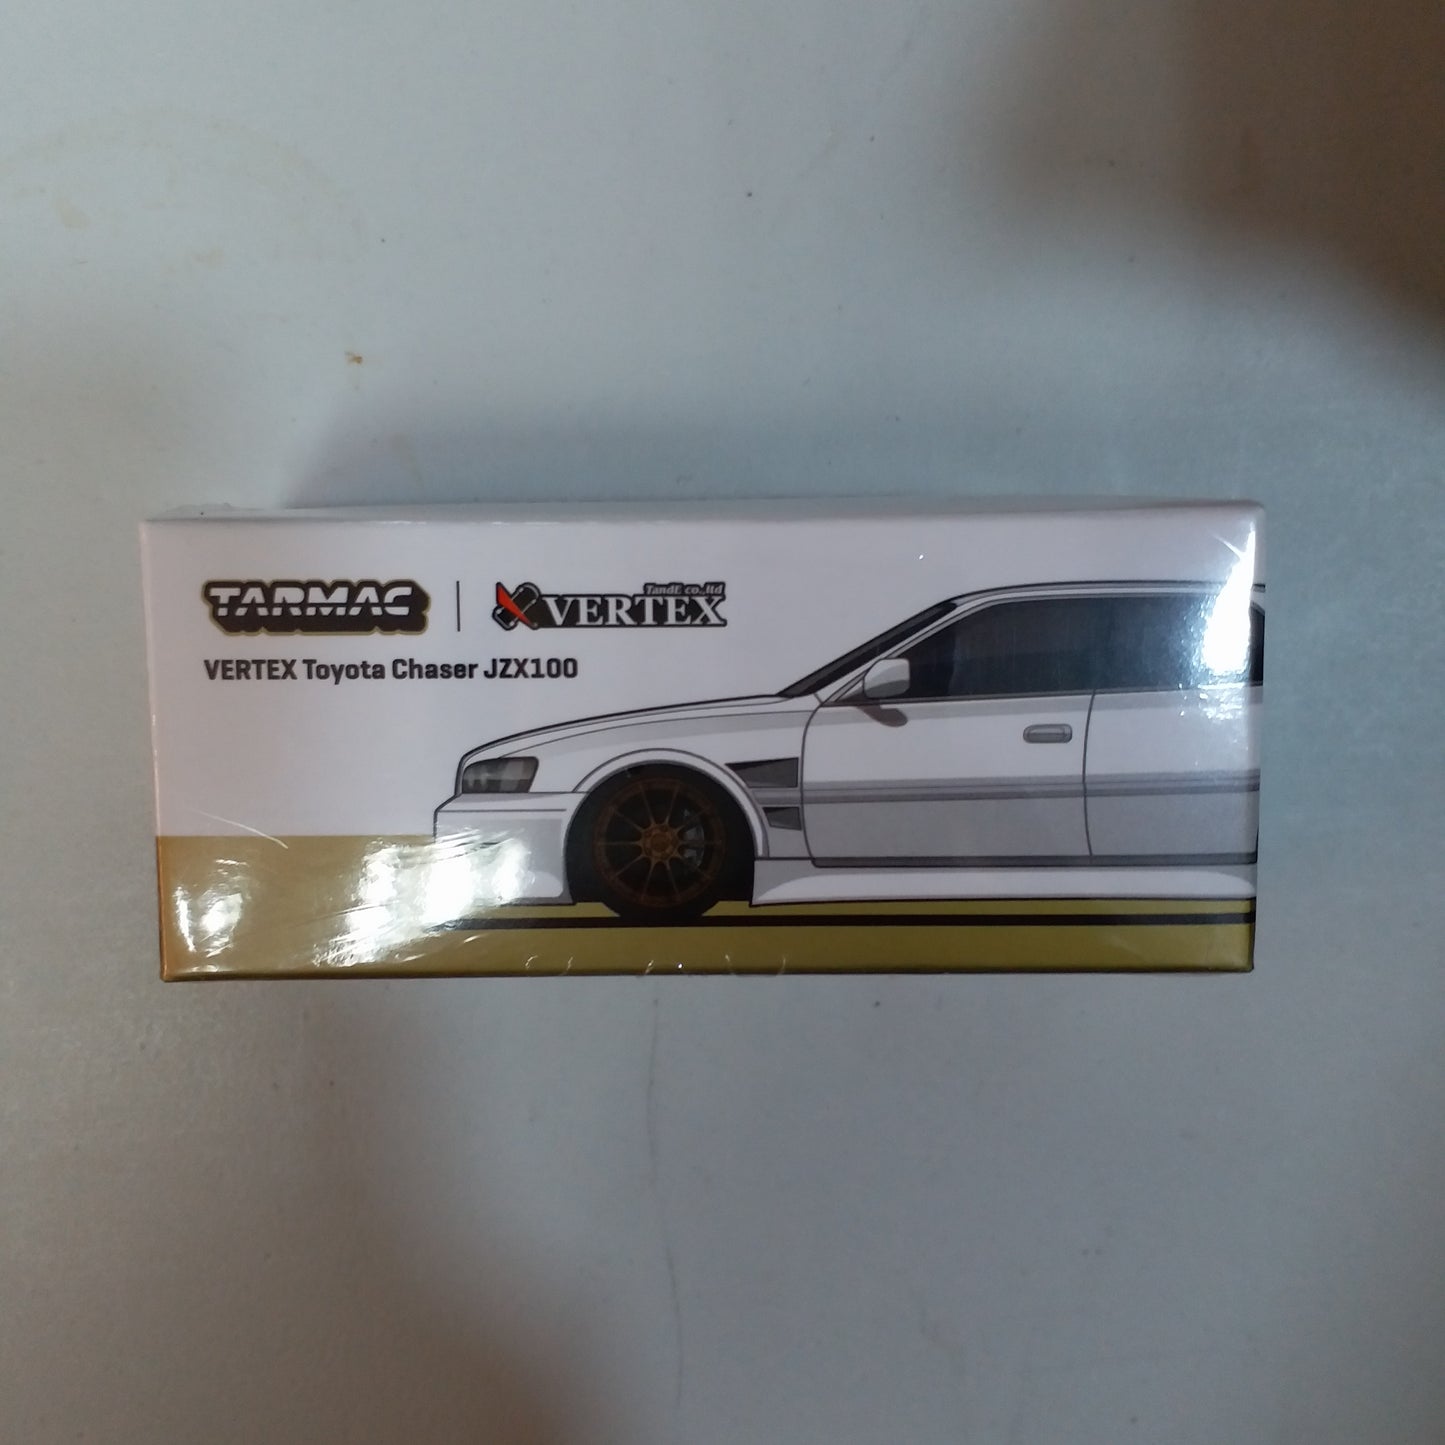 TARMAC
TandE co.,ltd
VERTEX
VERTEX Toyota Chaser JZX100